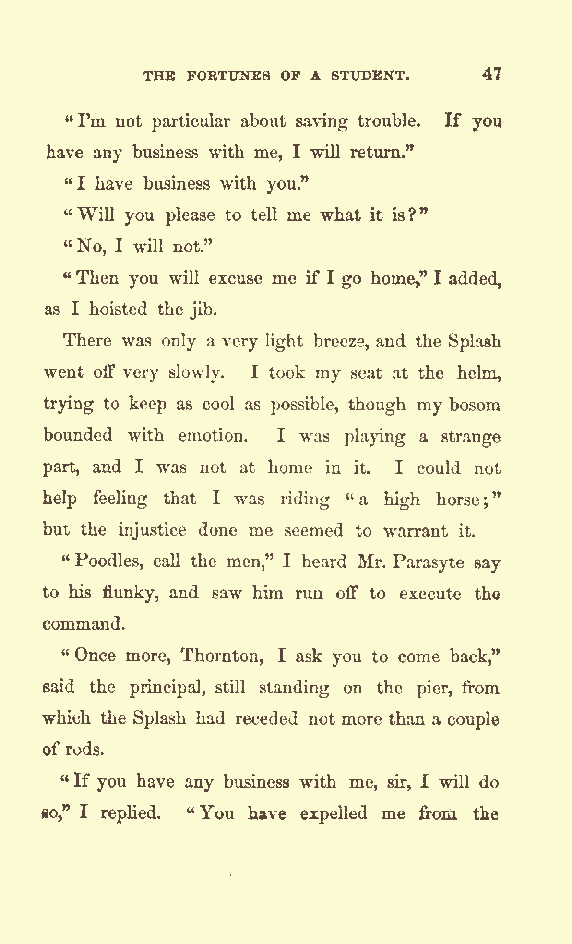 THE FORTUNES OF A STUDENT. 47
"I'm not particular about saving trouble. If you
have any business with me, I will return."
"I have business with you."
"Will you please to tell me what it is?"
"No, I will not."
"Then you will excuse me if I go home," I added,
as I hoisted the jib.
There was only a very light breeze, and the Splash
went off very slowly. I took my seat at the helm,
trying to keep as cool as possible, though my bosom
bounded with emotion. I was playing a strange
part, and I was not at home in it. I could not
help feeling that I was riding "a high horse;"
but the injustice done me seemed to warrant it.
"Poodles, call the men," I heard Mr. Parasyte say
to his flunky, and saw him run off to execute the
command.
"Once more, Thornton, I ask you to come back,"
said the principal, still standing on the pier, from
which the Splash had receded not more than a couple
of rods.
"If you have any business with me, sir, I will do
so," I replied. "You have expelled me from the